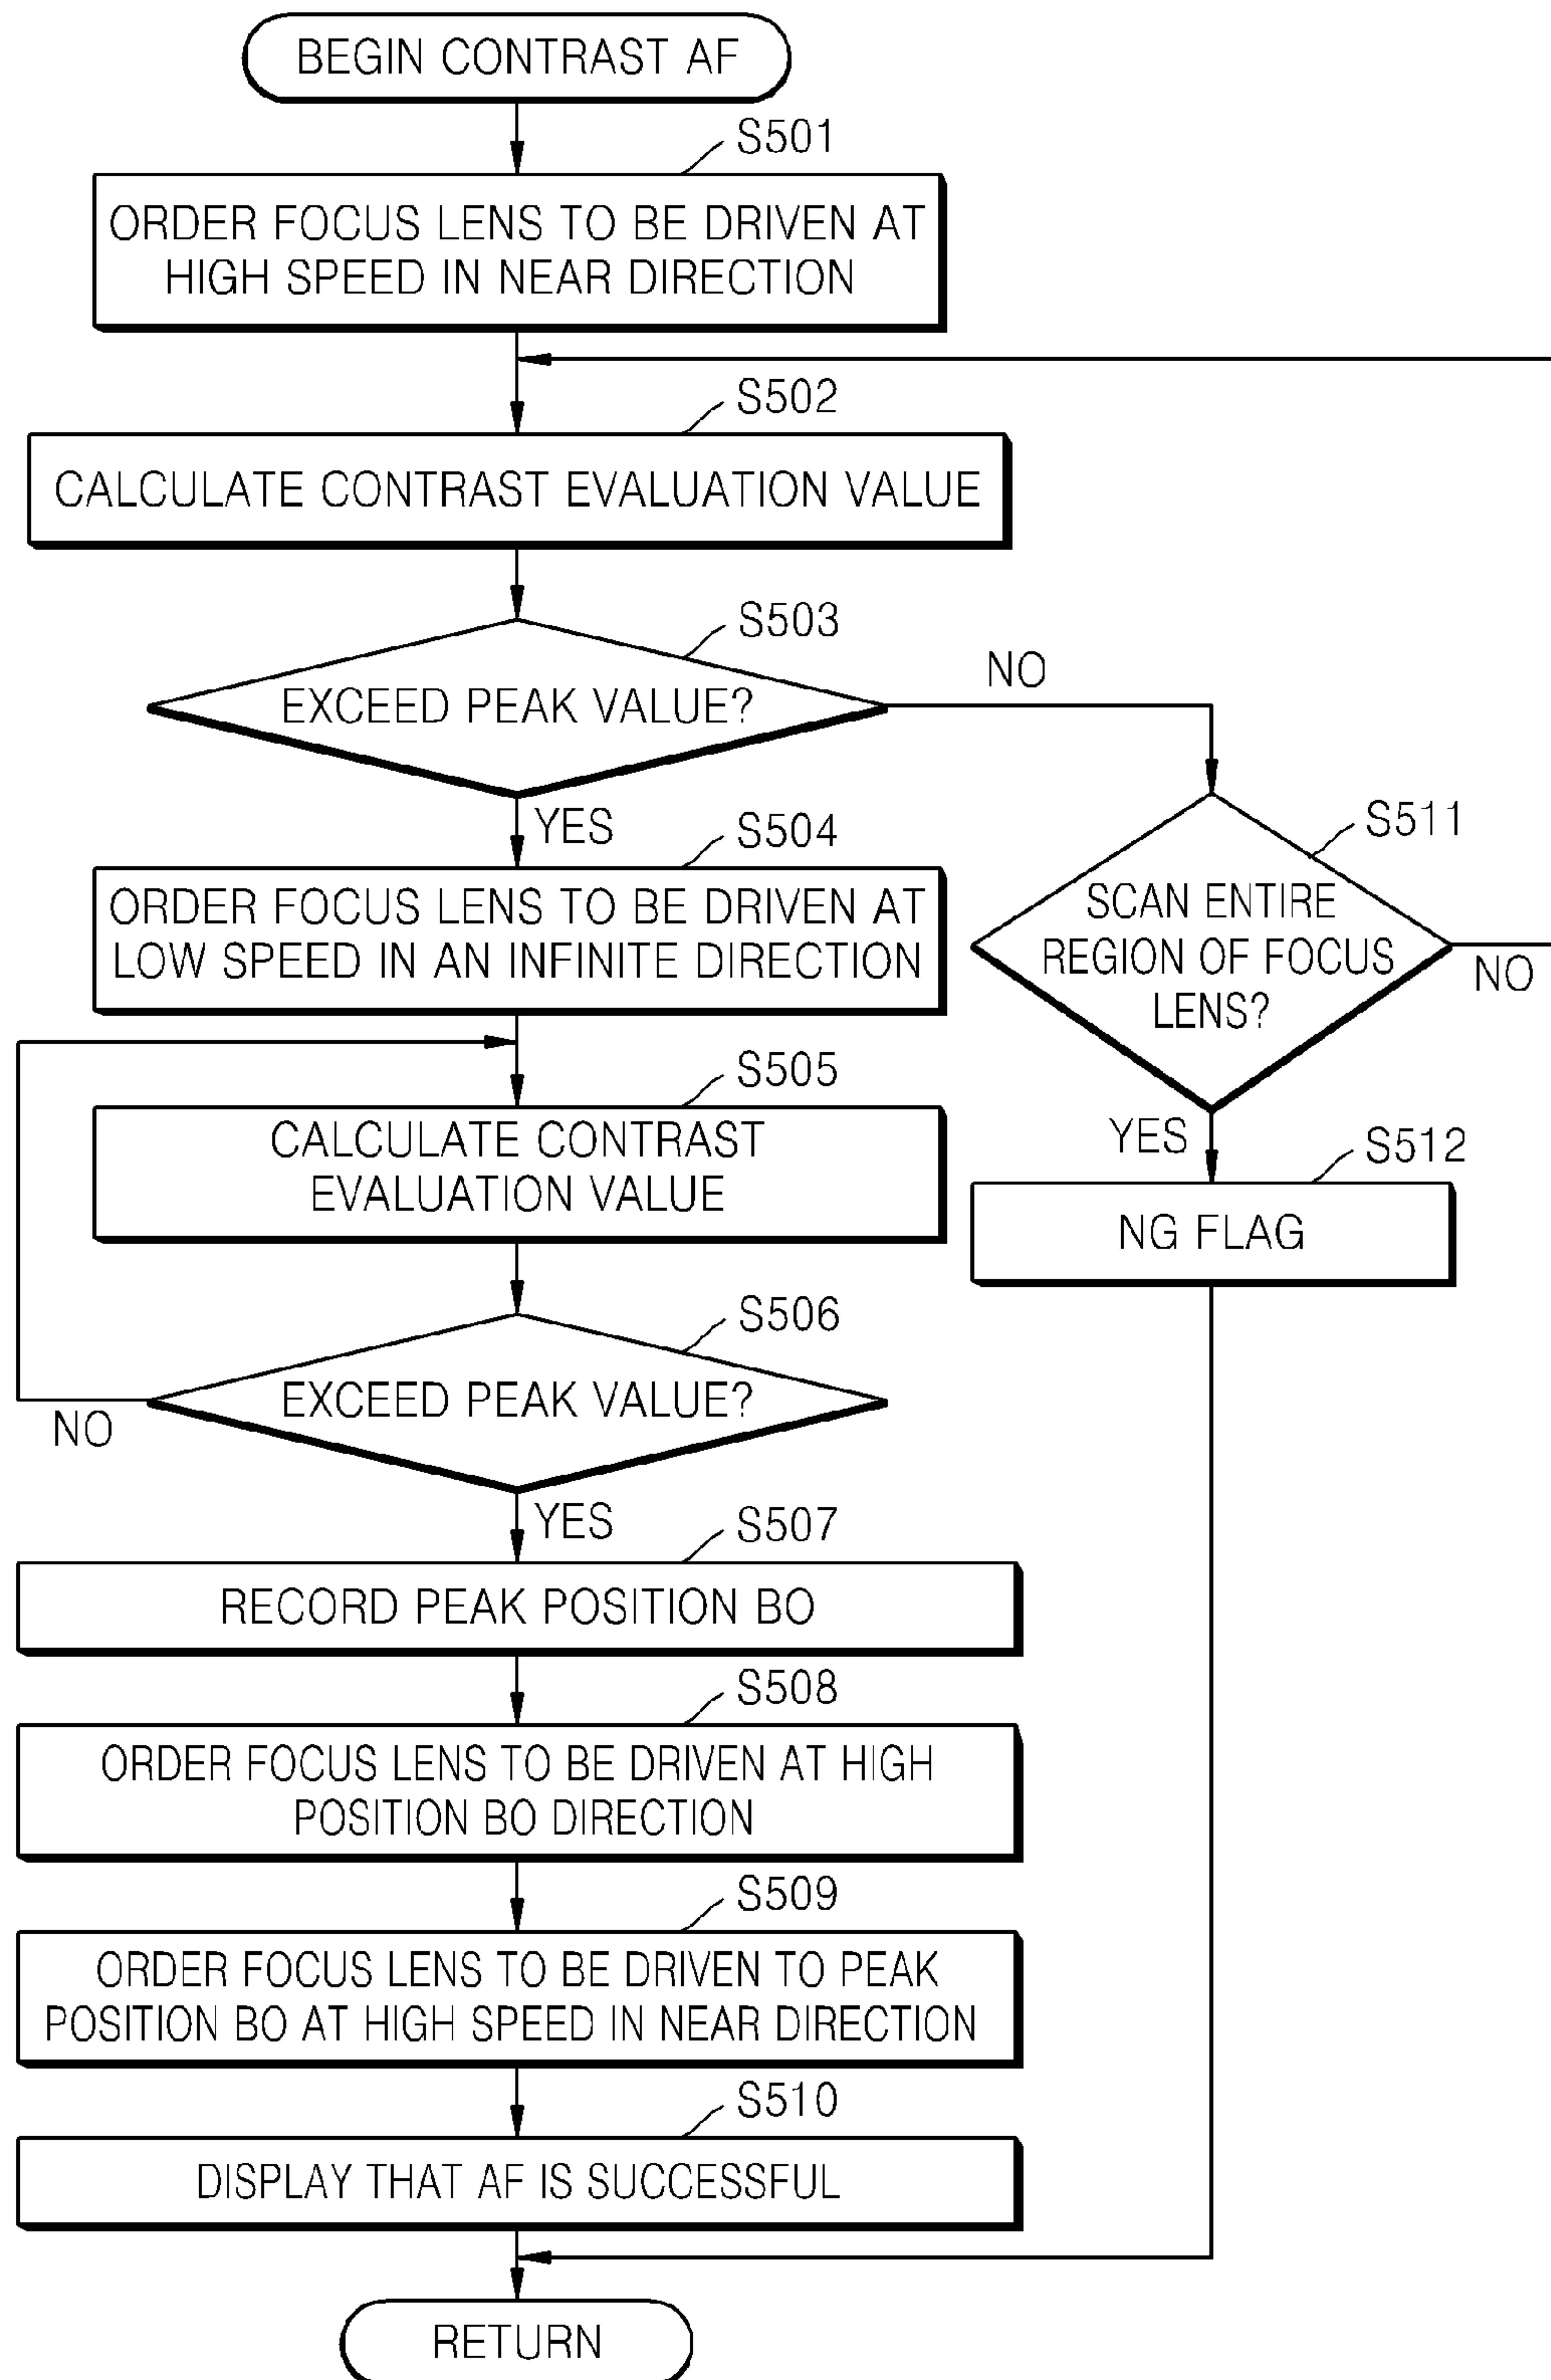 BEGIN CONTRAST AF
S501
ORDER FOCUS LENS TO BE DRIVEN AT
HIGH SPEED IN NEAR DIRECTION
S502
CALCULATE CONTRAST EVALUATION VALUE
S503
EXCEED PEAK VALUE?
NO
YES
S504
ORDER FOCUS LENS TO BE DRIVEN AT
LOW SPEED IN AN INFINITE DIRECTION
S511
SCAN ENTIRE
REGION OF FOCUS
LENS?
NO
YES
S512
NG FLAG
S505
CALCULATE CONTRAST
EVALUATION VALUE
S506
EXCEED PEAK VALUE?
NO
YES
S507
RECORD PEAK POSITION BO
S508
ORDER FOCUS LENS TO BE DRIVEN AT HIGH
POSITION BO DIRECTION
S509
ORDER FOCUS LENS TO BE DRIVEN TO PEAK
POSITION BO AT HIGH SPEED IN NEAR DIRECTION
S510
DISPLAY THAT AF IS SUCCESSFUL
RETURN